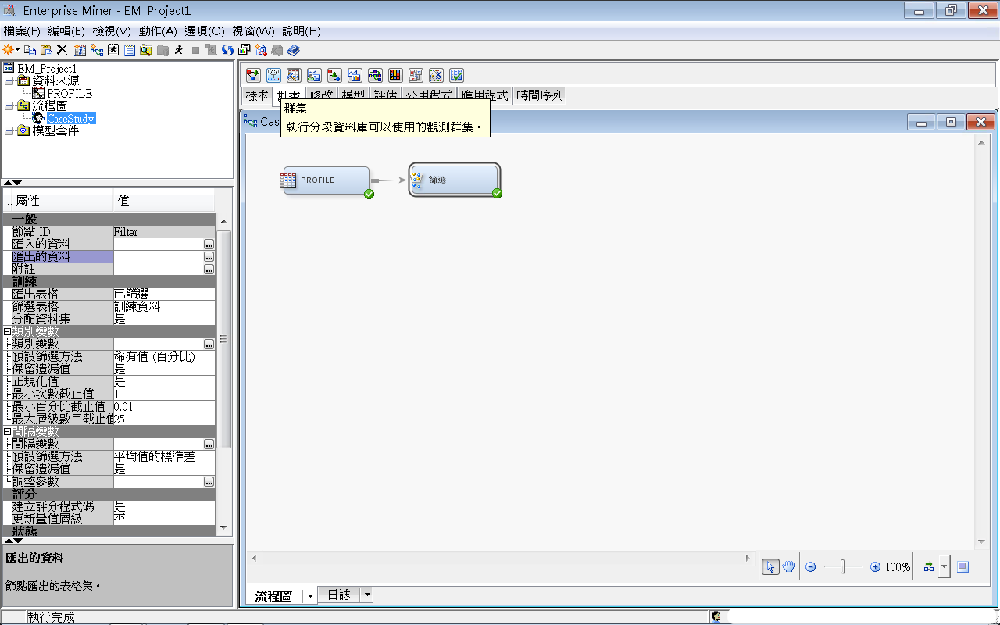 Enterprise Miner - EM_Project1
檔案(F) 編輯(E) 檢視(V) 動作(A) 選項(O) 視窗(W) 說明(H)
EM_Project1
資料來源
PROFILE
流程圖
CaseStudy
模型套件
.. 屬性 值
一般
節點 ID Filter
匯入的資料 ...
匯出的資料 ...
附註 ...
訓練
匯出表格 已篩選
篩選表格 訓練資料
分配資料集 是
類別變數
類別變數 ...
預設篩選方法 稀有值 (百分比)
保留遺漏值 是
正規化值 是
最小次數截止值 1
最小百分比截止值 0.01
最大層級數目截止值 25
間隔變數
間隔變數 ...
預設篩選方法 平均值的標準差
保留遺漏值 是
調整參數 ...
評分
建立評分程式碼 是
更新量值層級 否
狀態
匯出的資料
節點匯出的表格集。
執行完成
樣本 勘查 修改 模型 評估 公用程式 應用程式 時間序列
群集
執行分段資料庫可以使用的觀測群集。
Cas
PROFILE
篩選
100%
流程圖 日誌